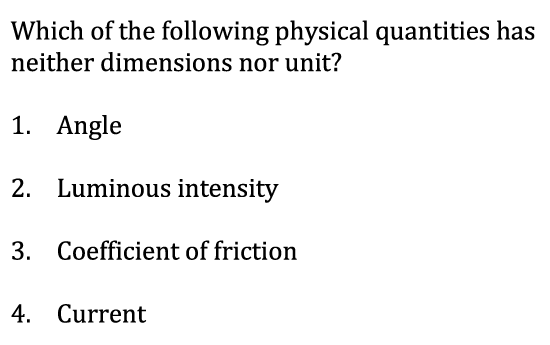 Which of the following physical quantities has
neither dimensions nor unit?
1. Angle
2. Luminous intensity
3. Coefficient of friction
4. Current